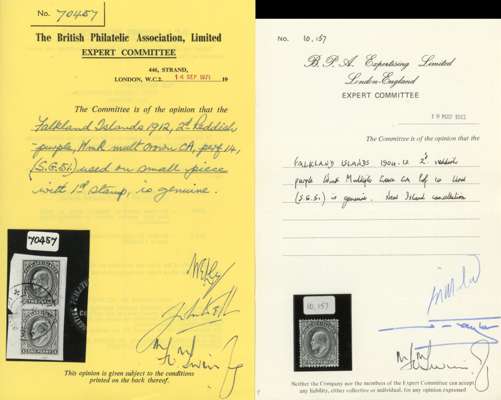 No. 70457
The British Philatelic Association, Limited
EXPERT COMMITTEE
446, STRAND,
LONDON, W.C.2. 14 SEP 1971 19
The Committee is of the opinion that the
Falkland Islands 1912, 2d Reddish
purple, Wmk mult crown CA, perf 14,
(S.G.51) used on small piece
with 1d stamp, is genuine.
70457
This opinion is given subject to the conditions
printed on the back thereof.
No. 10,157
B. P. A. Expertising Limited
London-England
EXPERT COMMITTEE
The Committee is of the opinion that the
FALKLAND ISLANDS 1904-12 2d reddish
purple Wmk Multiple Crown CA
is genuine. New Island cancellation
10,157
Neither the Company nor the members of the Expert Committee can accept
any liability, either collective or individual, for any opinion expressed